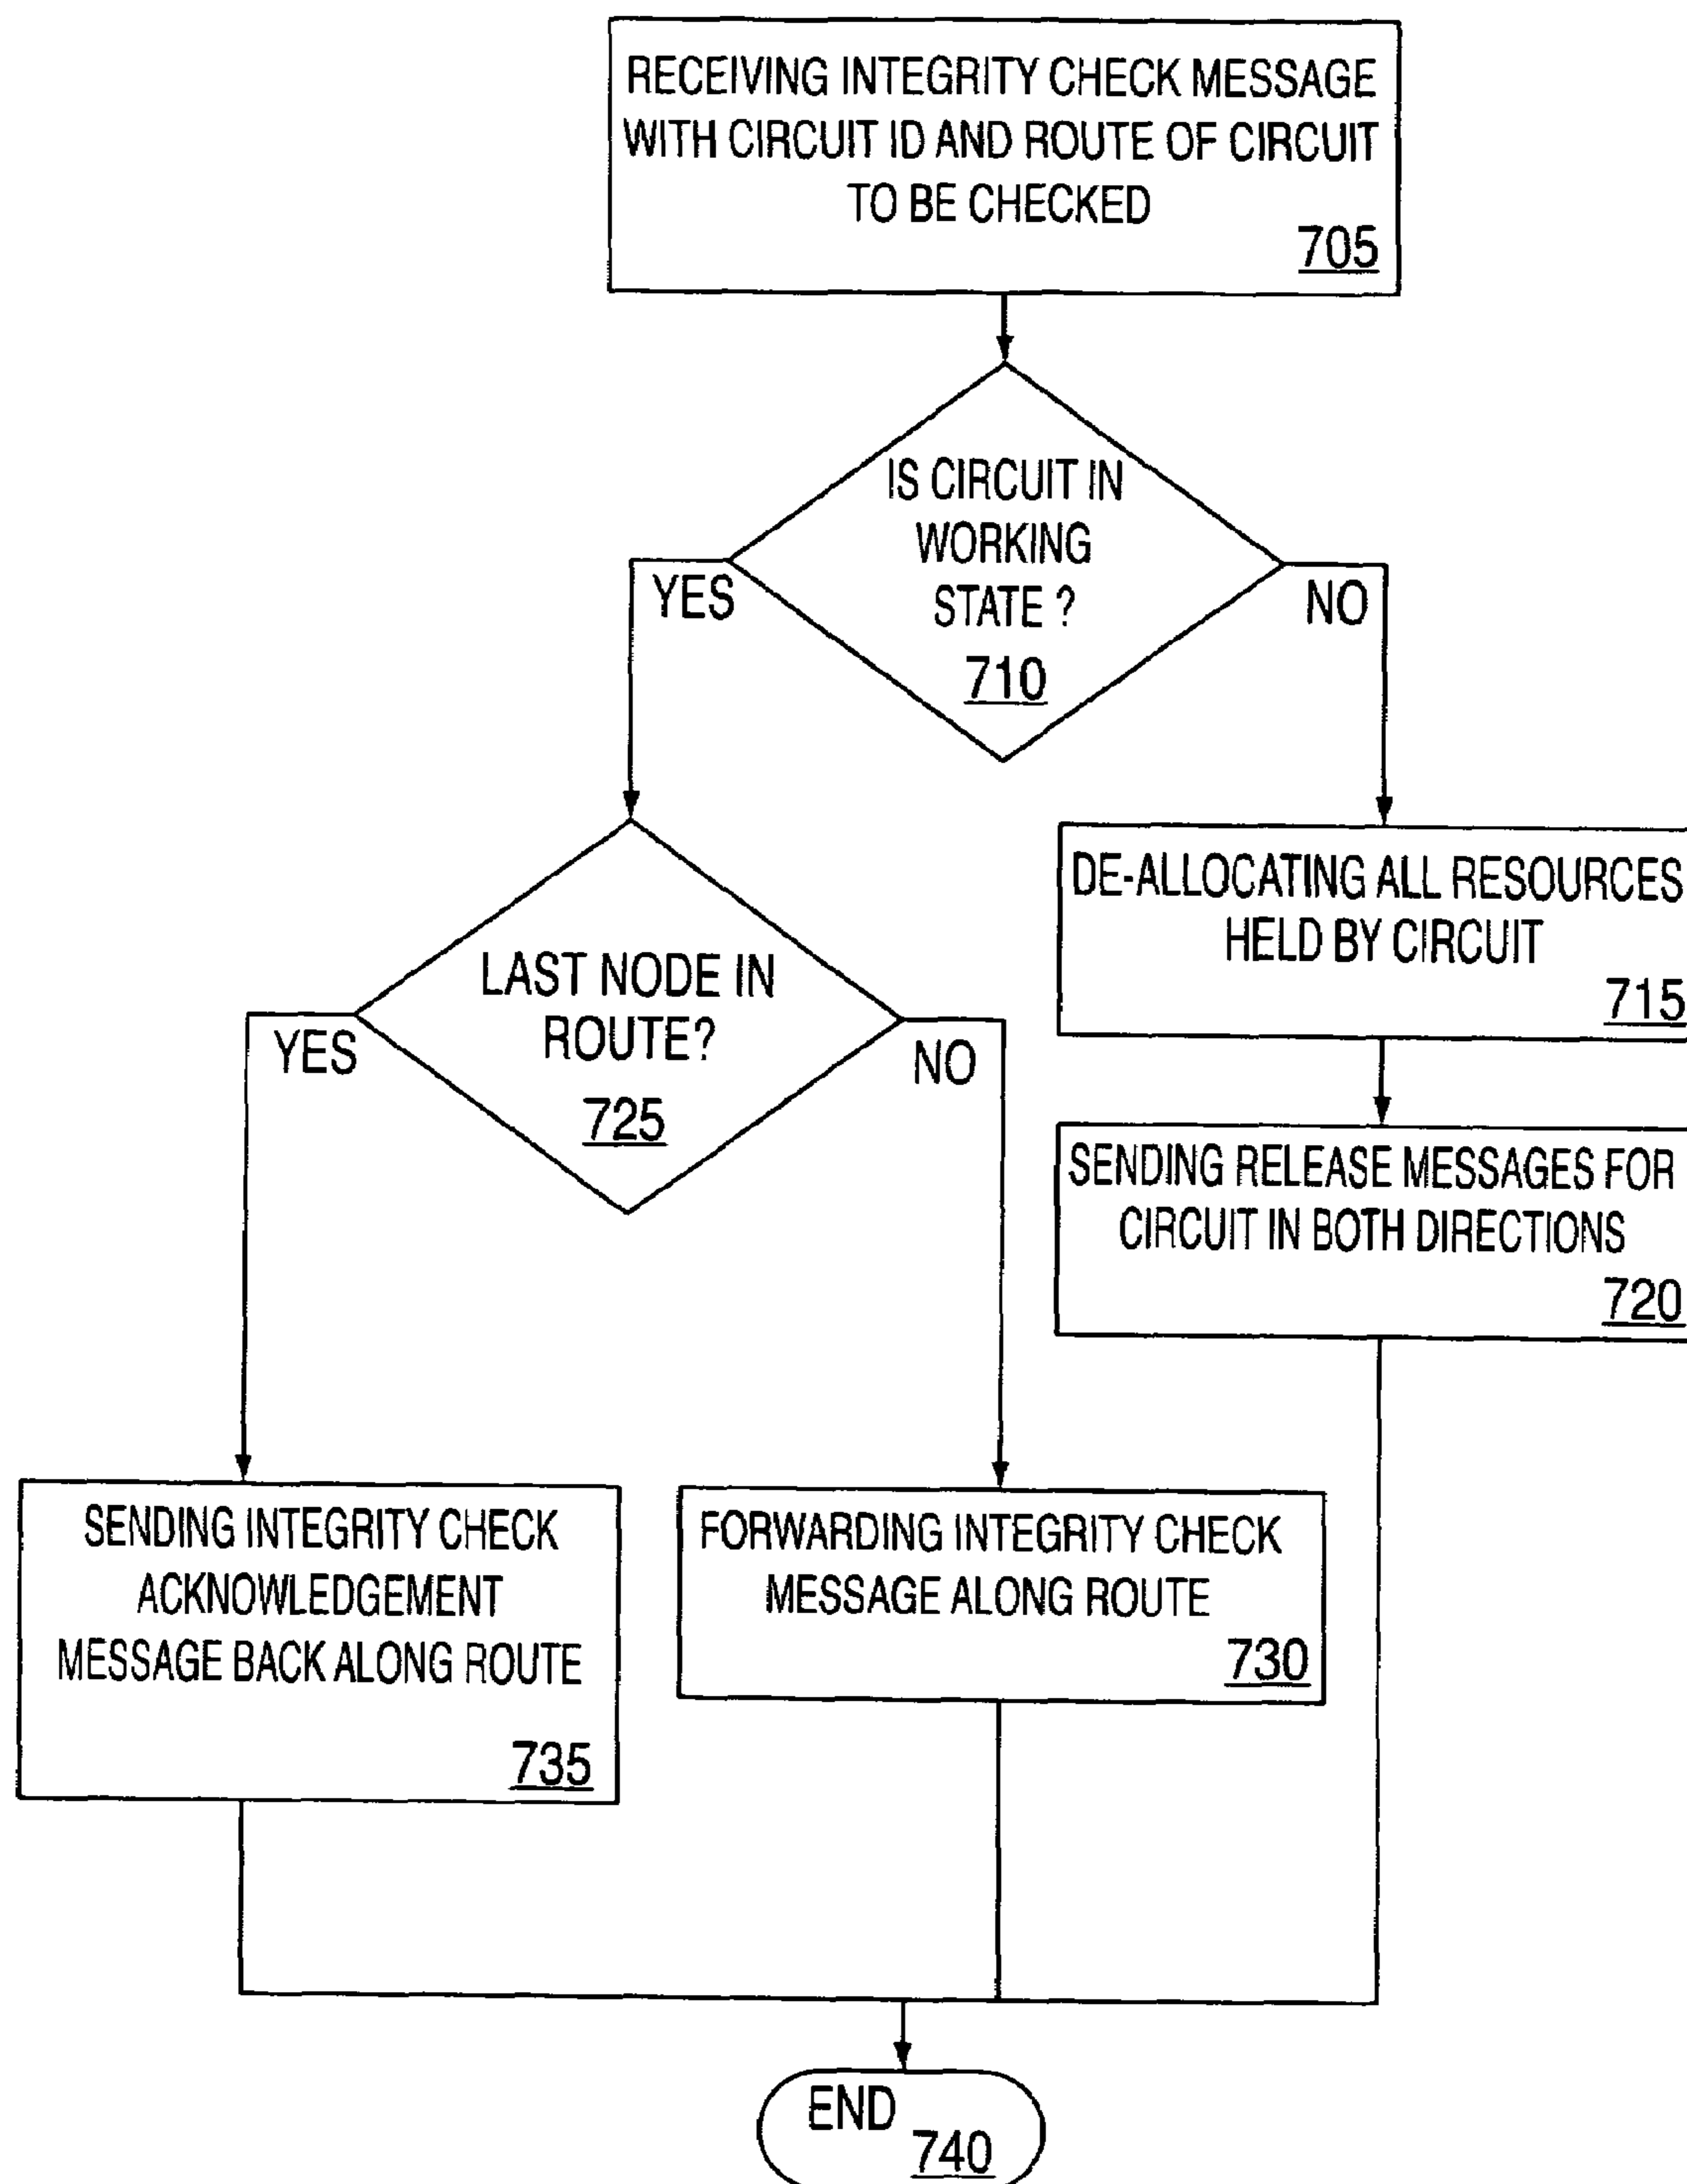 RECEIVING INTEGRITY CHECK MESSAGE
WITH CIRCUIT ID AND ROUTE OF CIRCUIT
TO BE CHECKED
705
IS CIRCUIT IN
WORKING
STATE ?
710
YES
NO
DE-ALLOCATING ALL RESOURCES
HELD BY CIRCUIT
715
LAST NODE IN
ROUTE?
725
YES
NO
SENDING RELEASE MESSAGES FOR
CIRCUIT IN BOTH DIRECTIONS
720
SENDING INTEGRITY CHECK
ACKNOWLEDGEMENT
MESSAGE BACK ALONG ROUTE
735
FORWARDING INTEGRITY CHECK
MESSAGE ALONG ROUTE
730
END
740